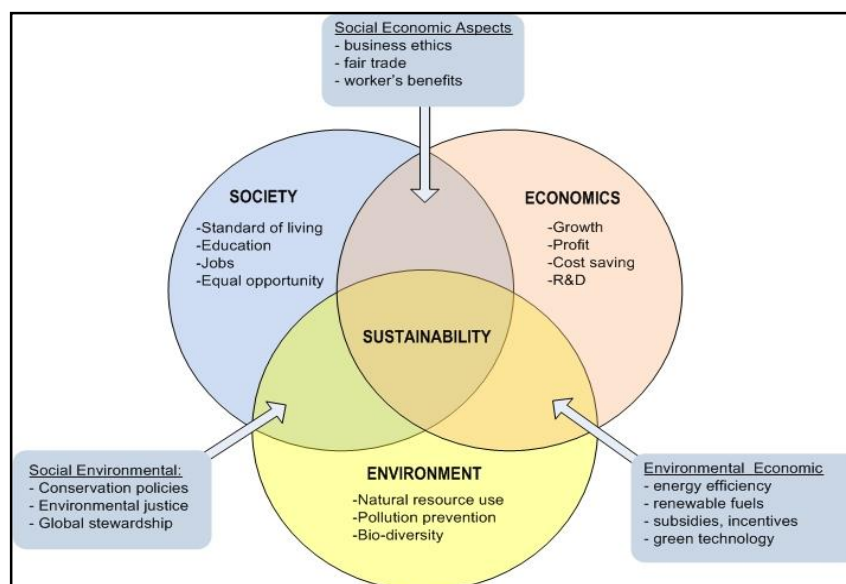 Social Economic Aspects
- business ethics
- fair trade
- worker's benefits
SOCIETY
-Standard of living
-Education
-Jobs
-Equal opportunity
ECONOMICS
-Growth
-Profit
-Cost saving
-R&D
SUSTAINABILITY
Social Environmental:
- Conservation policies
- Environmental justice
- Global stewardship
ENVIRONMENT
-Natural resource use
-Pollution prevention
-Bio-diversity
Environmental Economic
- energy efficiency
- renewable fuels
- subsidies, incentives
- green technology